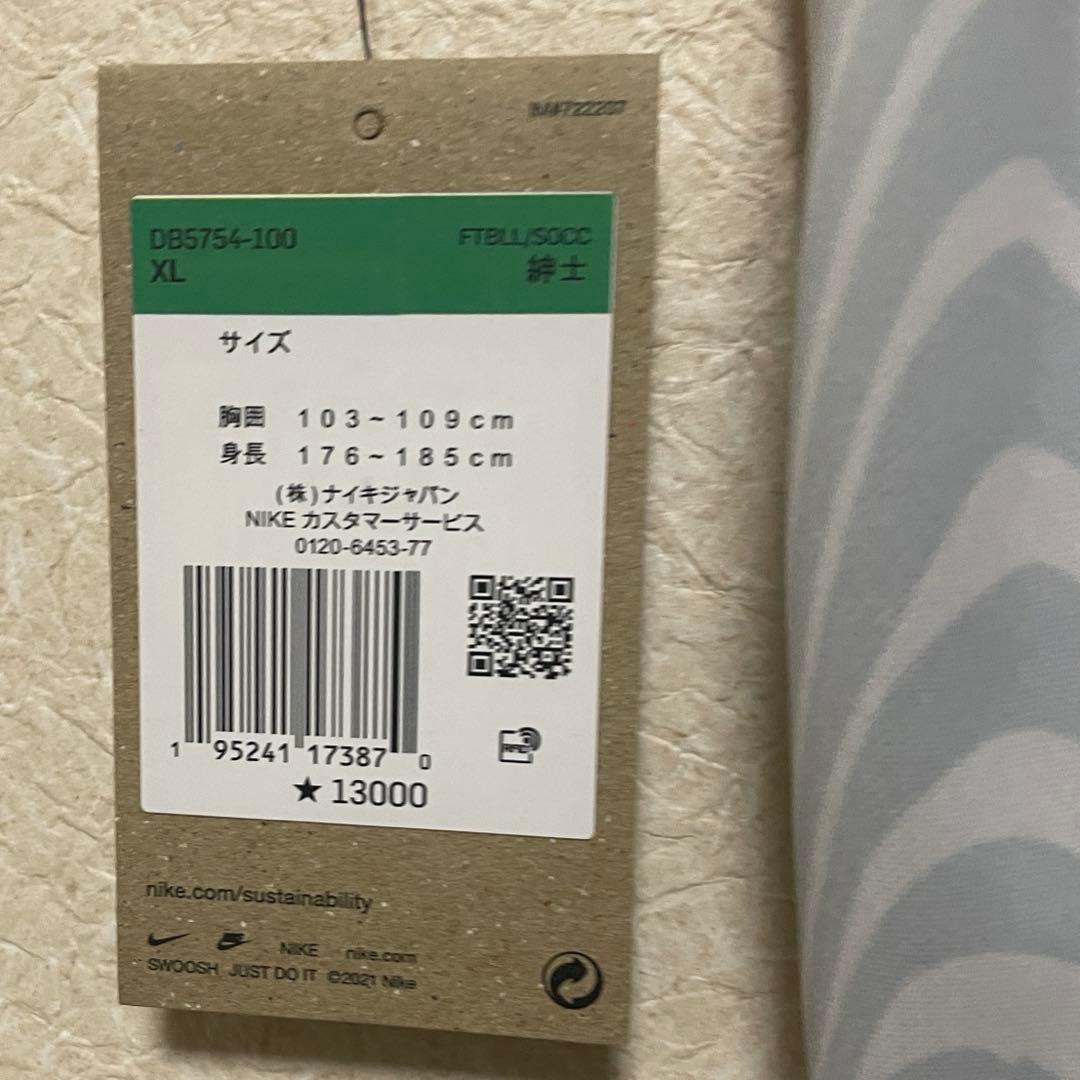 DB5754-100 FTBLL/SOCC
XL 紳士
サイズ
胸囲 103~109cm
身長 176~185cm
(株)ナイキジャパン
NIKE カスタマーサービス
0120-6453-77
RFID
1 95241 17387 0
★ 13000
nike.com/sustainability
NIKE nike.com
SWOOSH JUST DO IT ©2021 Nike